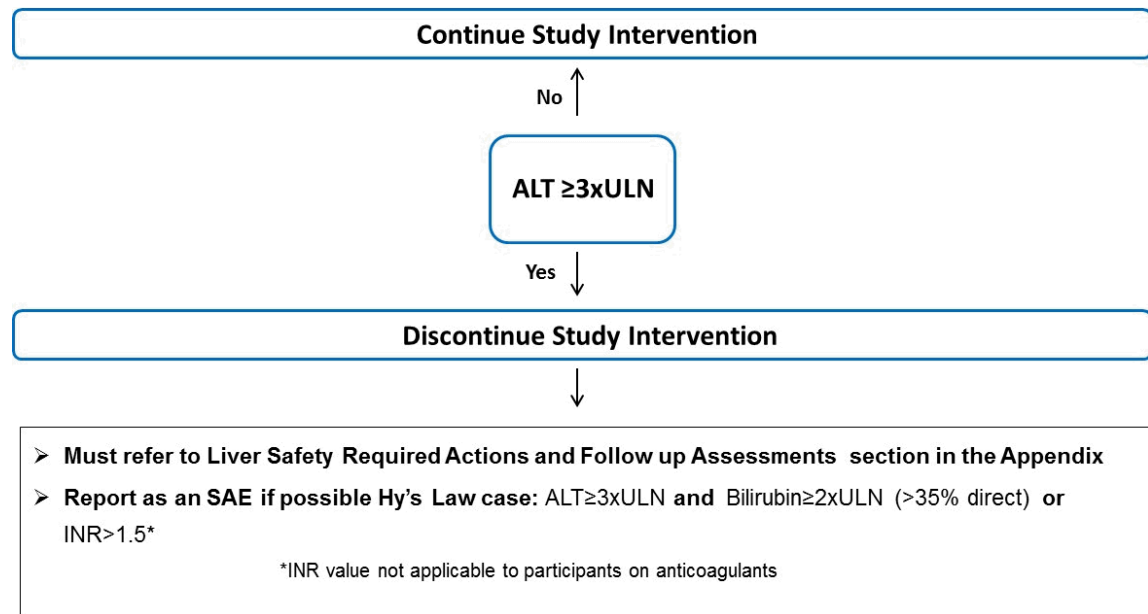 Continue Study Intervention
No
ALT ≥3xULN
Yes
Discontinue Study Intervention
➢ Must refer to Liver Safety Required Actions and Follow up Assessments section in the Appendix
➢ Report as an SAE if possible Hy's Law case: ALT≥3xULN and Bilirubin≥2xULN (>35% direct) or
INR>1.5*
*INR value not applicable to participants on anticoagulants